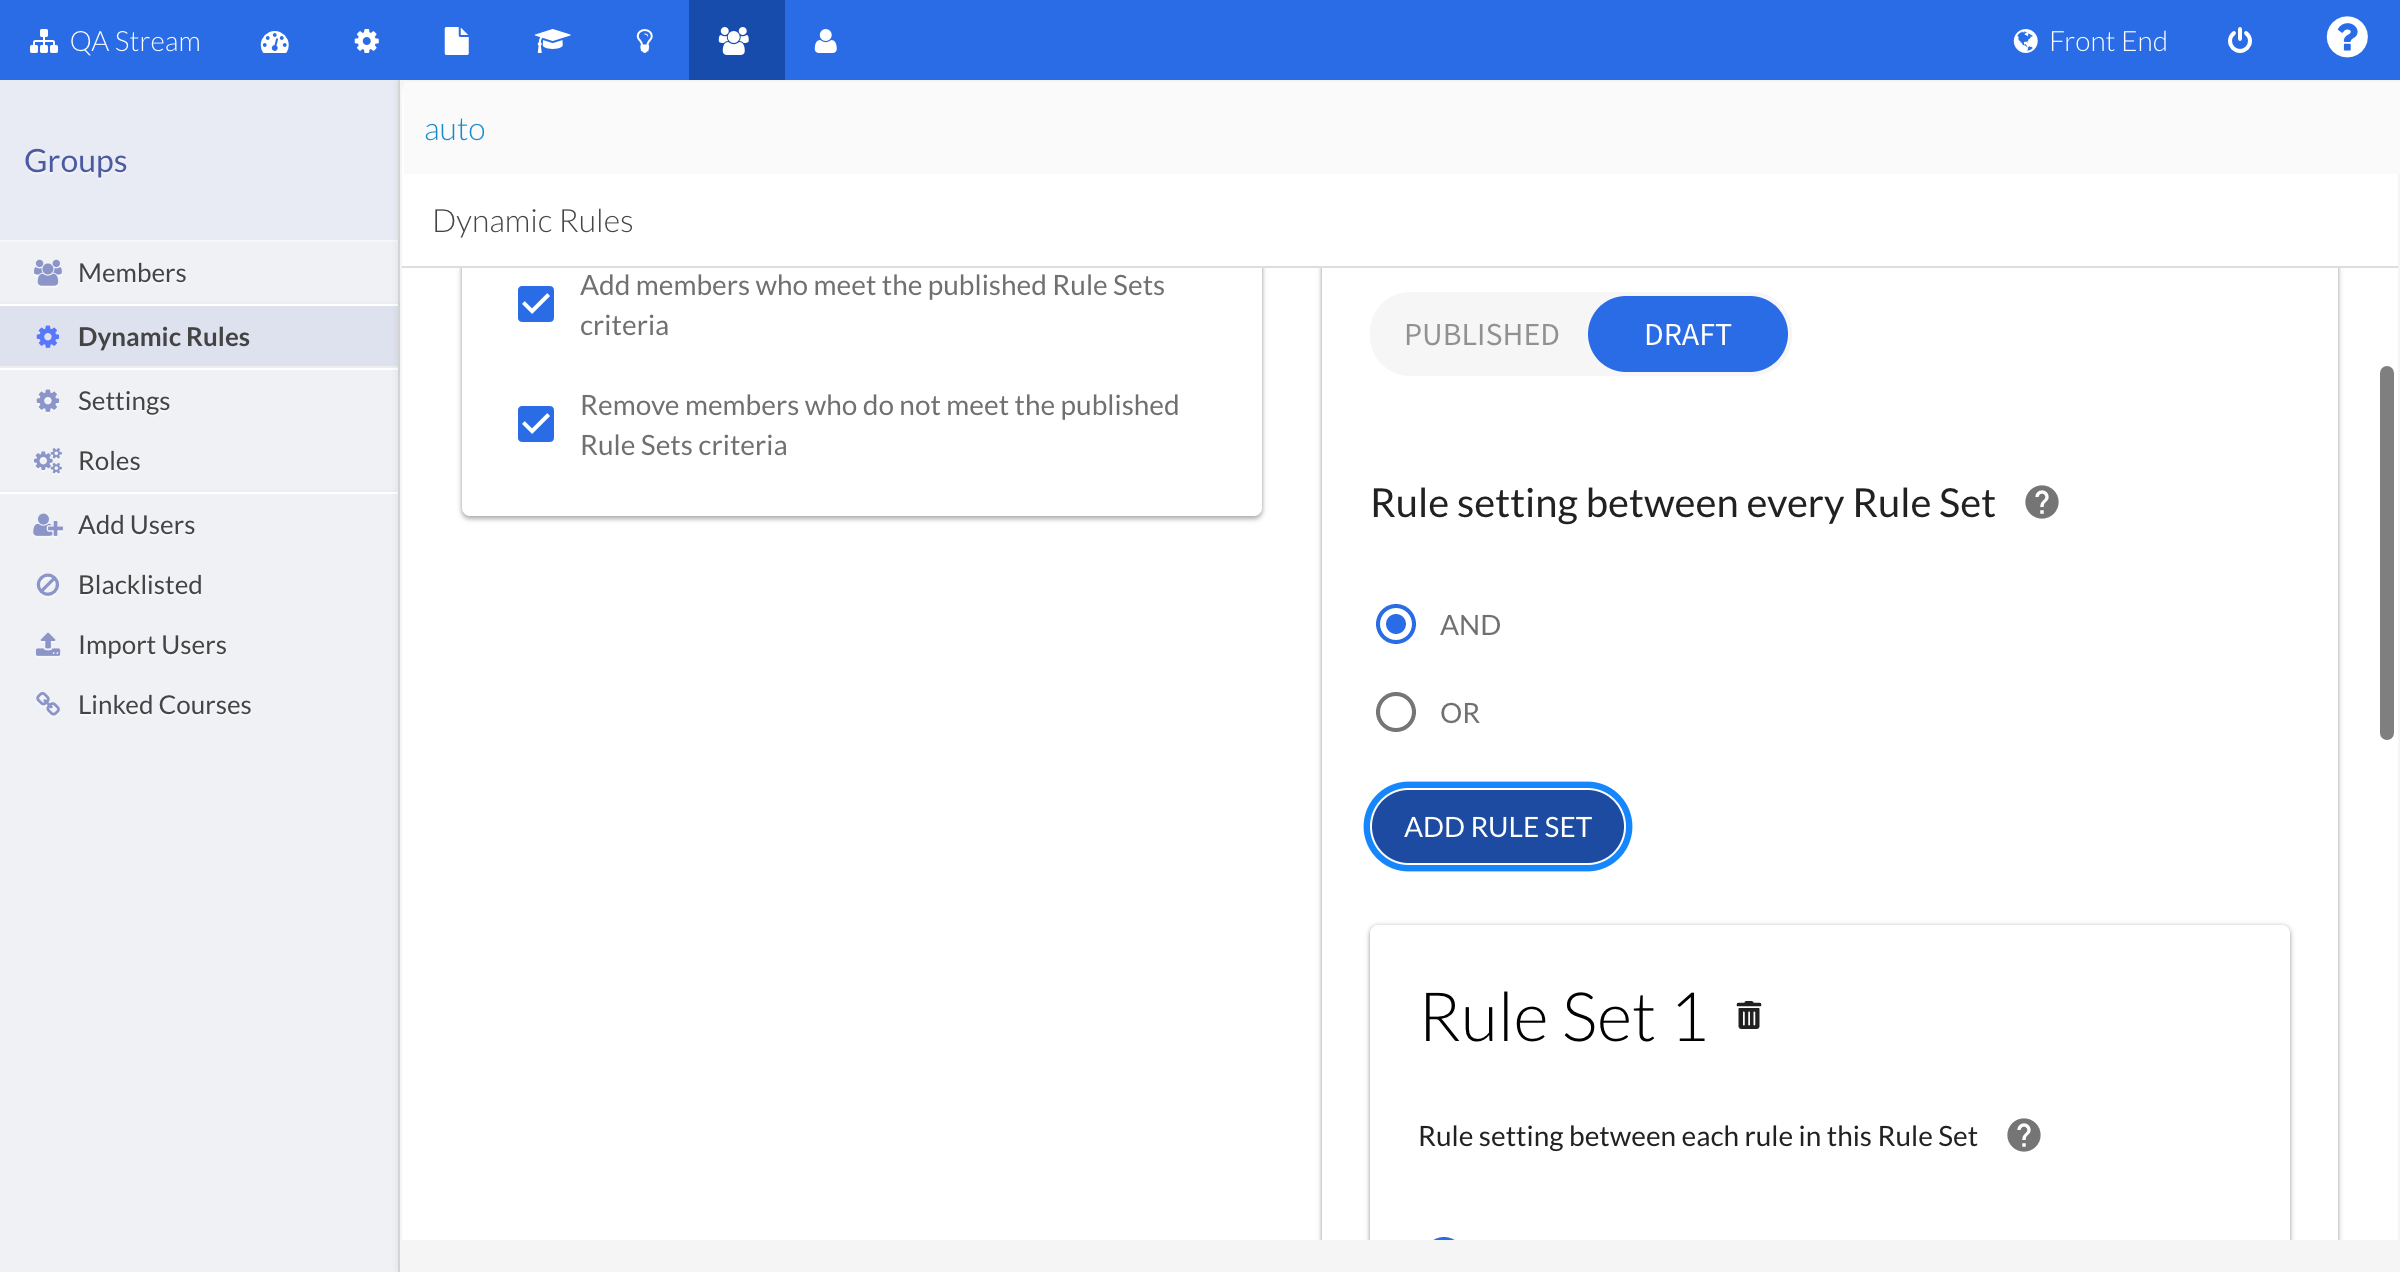 QA Stream
Front End
Groups
Members
Dynamic Rules
Settings
Roles
Add Users
Blacklisted
Import Users
Linked Courses
auto
Dynamic Rules
Add members who meet the published Rule Sets
criteria
Remove members who do not meet the published
Rule Sets criteria
PUBLISHED
DRAFT
Rule setting between every Rule Set
AND
OR
ADD RULE SET
Rule Set 1
Rule setting between each rule in this Rule Set